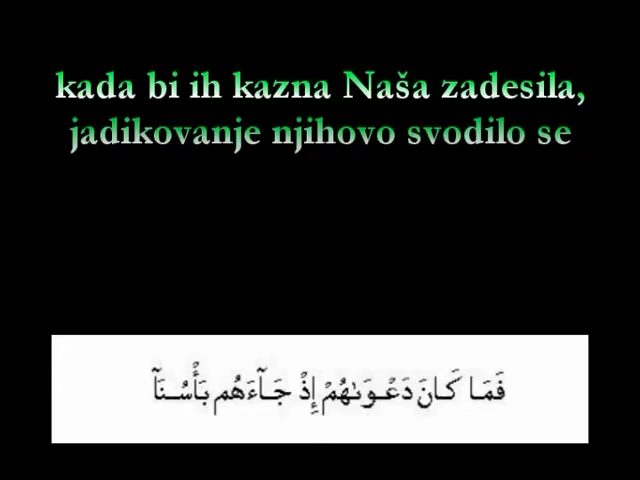 kada bi ih kazna Naša zadesila,
jadikovanje njihovo svodilo se
فَمَا كَانَ دَعْوَىٰهُمْ إِذْ جَآءَهُم بَأْسُنَآ